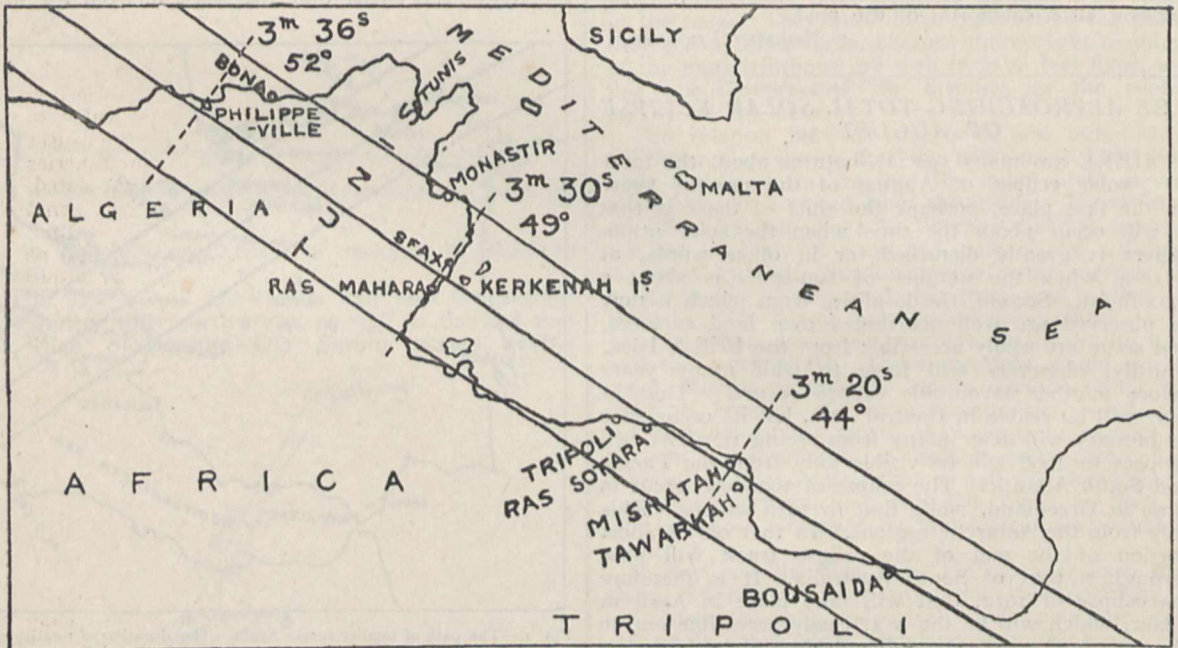 3ᵐ 36ˢ
52°
SICILY
MEDITERRANEAN SEA
BONA
TUNIS
PHILIPPE
-VILLE
MONASTIR
3ᵐ 30ˢ
49°
MALTA
ALGERIA
TUNIS
SFAX
RAS MAHARA
KERKENAH Iˢ
3ᵐ 20ˢ
44°
AFRICA
TRIPOLI
RAS SOTARA
MISRATAH
TAWARKAH
BOUSAIDA
TRIPOLI